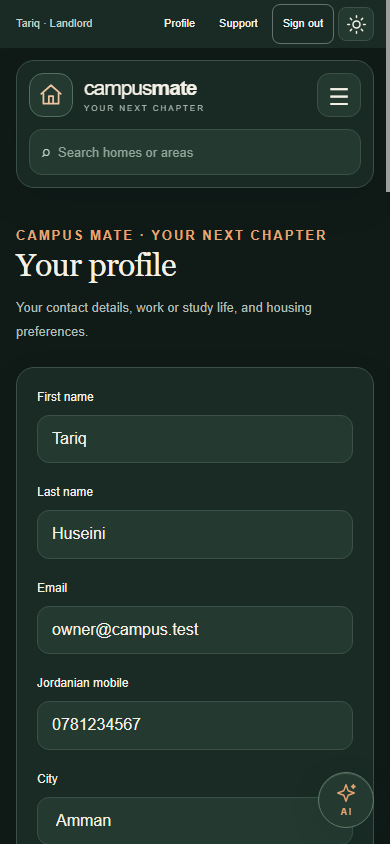 Tariq · Landlord Profile Support Sign out
campusmate
YOUR NEXT CHAPTER
Search homes or areas
CAMPUS MATE · YOUR NEXT CHAPTER
Your profile
Your contact details, work or study life, and housing
preferences.
First name
Tariq
Last name
Huseini
Email
owner@campus.test
Jordanian mobile
0781234567
City
Amman
AI